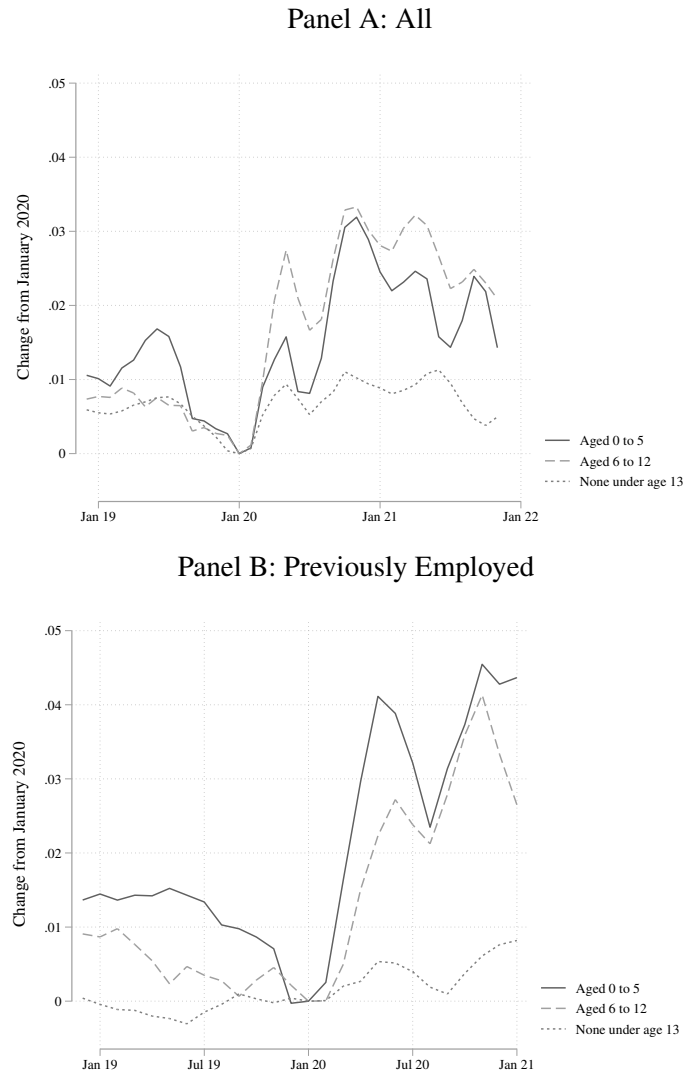 Panel A: All
.05
.04
.03
.02
.01
0
Change from January 2020
Jan 19
Jan 20
Jan 21
Jan 22
Aged 0 to 5
Aged 6 to 12
None under age 13
Panel B: Previously Employed
.05
.04
.03
.02
.01
0
Change from January 2020
Jan 19
Jul 19
Jan 20
Jul 20
Jan 21
Aged 0 to 5
Aged 6 to 12
None under age 13